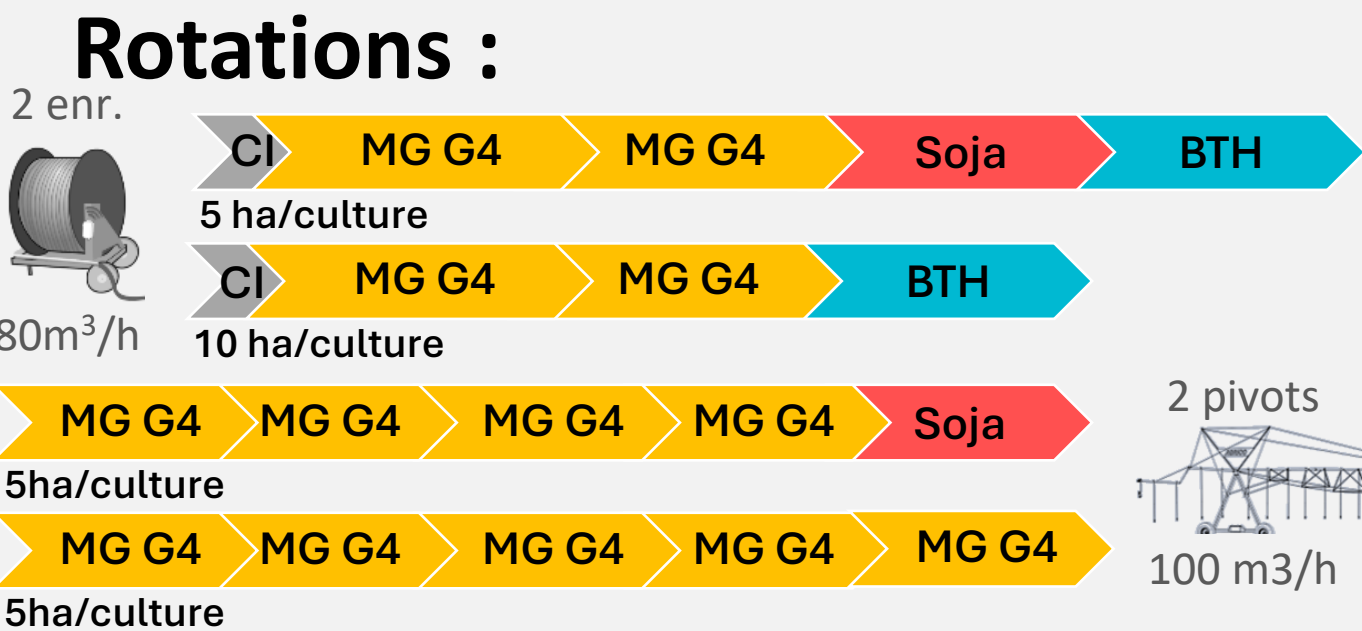 Rotations :
2 enr.
CI MG G4 MG G4 Soja BTH
5 ha/culture
CI MG G4 MG G4 BTH
80m³/h
10 ha/culture
MG G4 MG G4 MG G4 MG G4 Soja
2 pivots
5ha/culture
MG G4 MG G4 MG G4 MG G4 MG G4
100 m3/h
5ha/culture